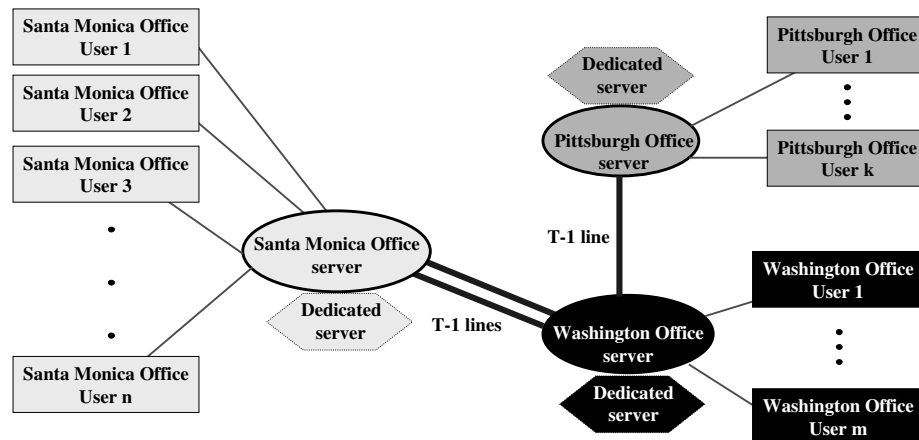 Santa Monica Office
User 1
Santa Monica Office
User 2
Santa Monica Office
User 3
Santa Monica Office
User n
Santa Monica Office
server
Dedicated
server
T-1 lines
Dedicated
server
Pittsburgh Office
server
Pittsburgh Office
User 1
Pittsburgh Office
User k
T-1 line
Washington Office
server
Dedicated
server
Washington Office
User 1
Washington Office
User m